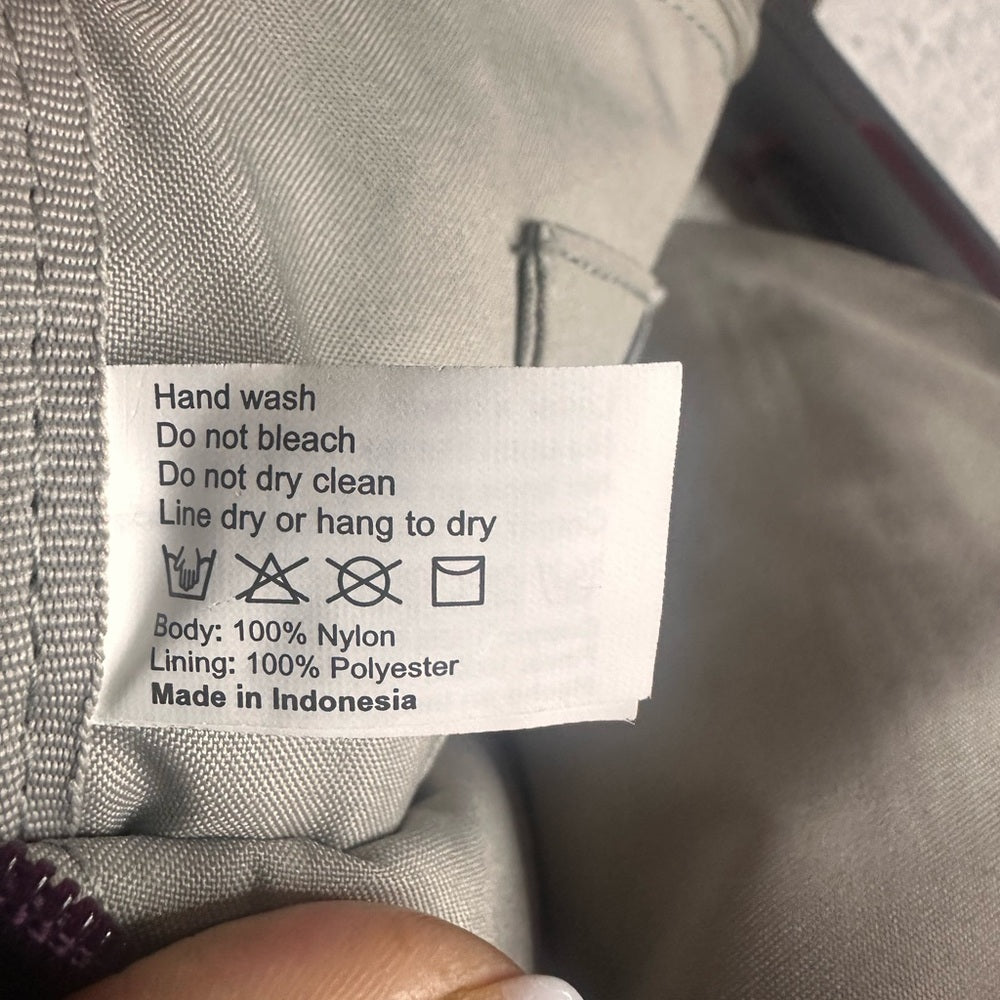 Hand wash
Do not bleach
Do not dry clean
Line dry or hang to dry
Body: 100% Nylon
Lining: 100% Polyester
Made in Indonesia